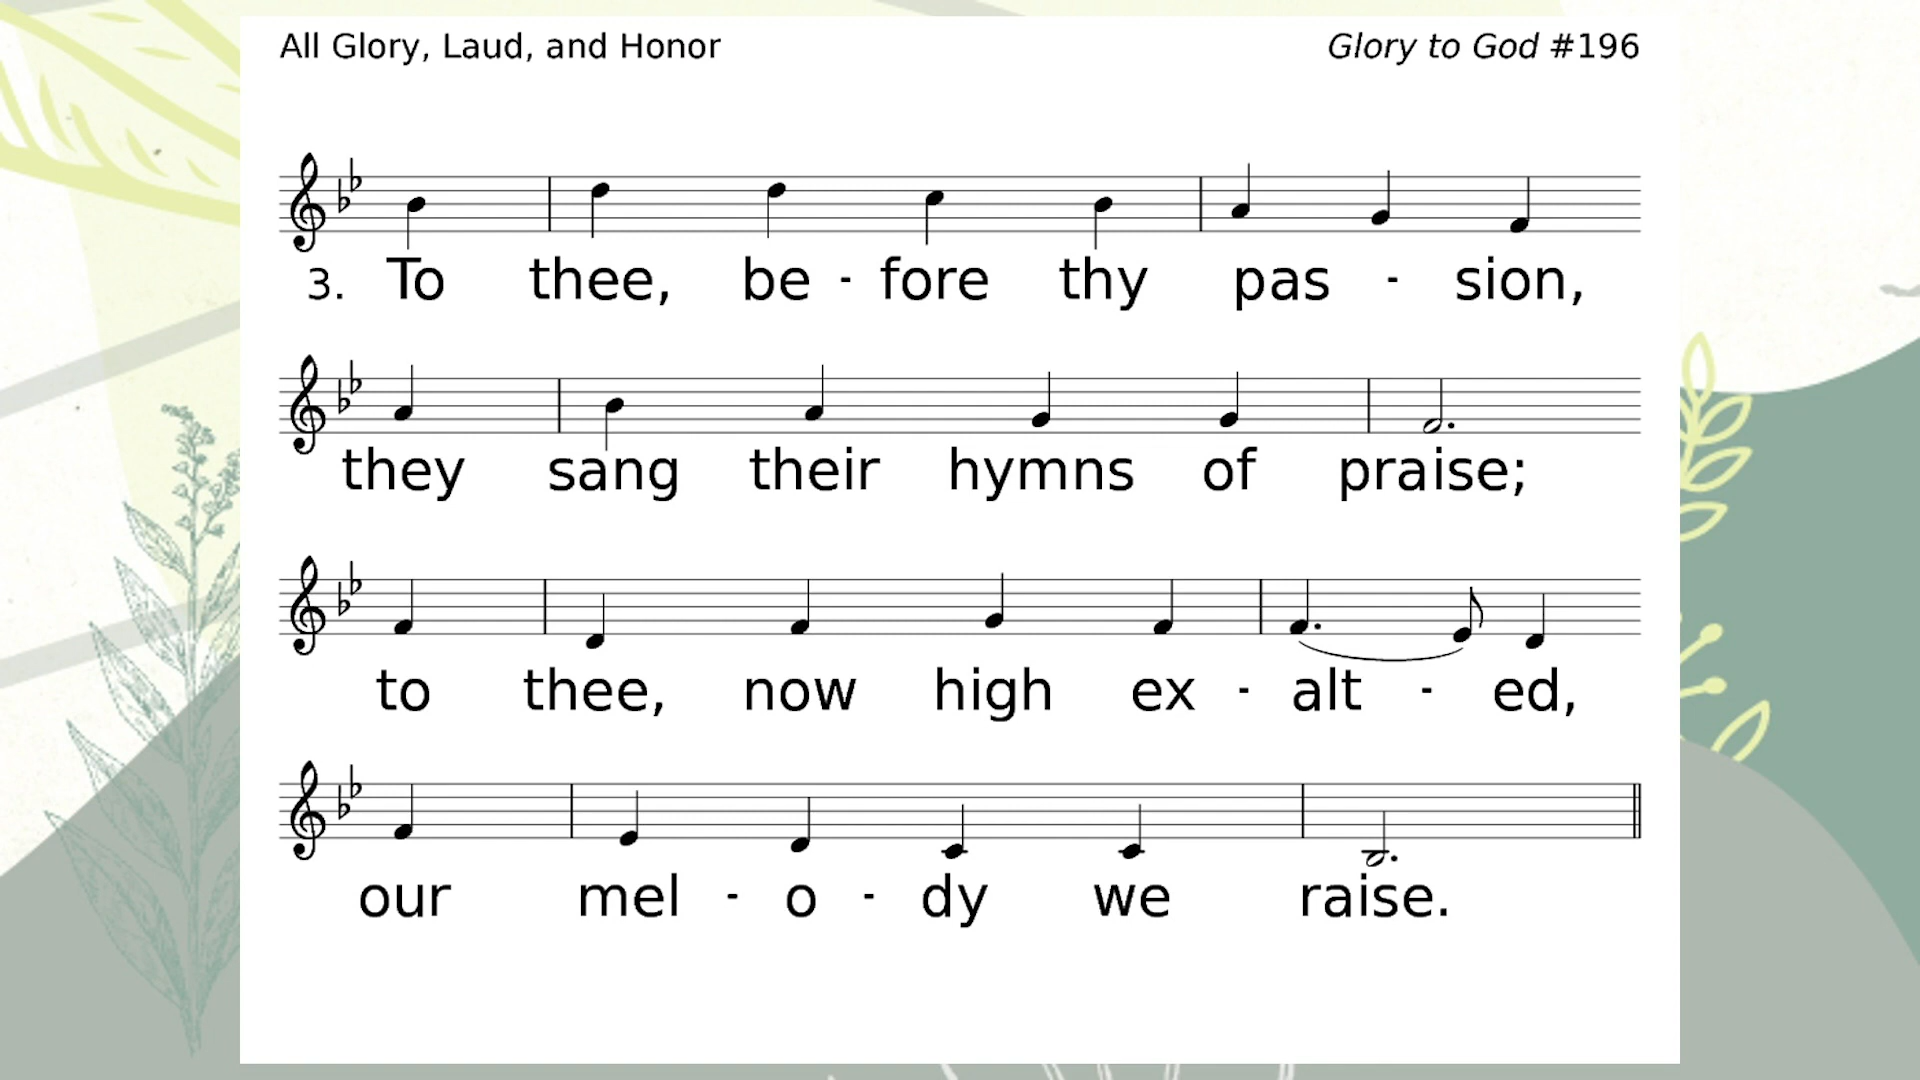 All Glory, Laud, and Honor Glory to God #196
3. To thee, be - fore thy pas - sion,
they sang their hymns of praise;
to thee, now high ex - alt - ed,
our mel - o - dy we raise.